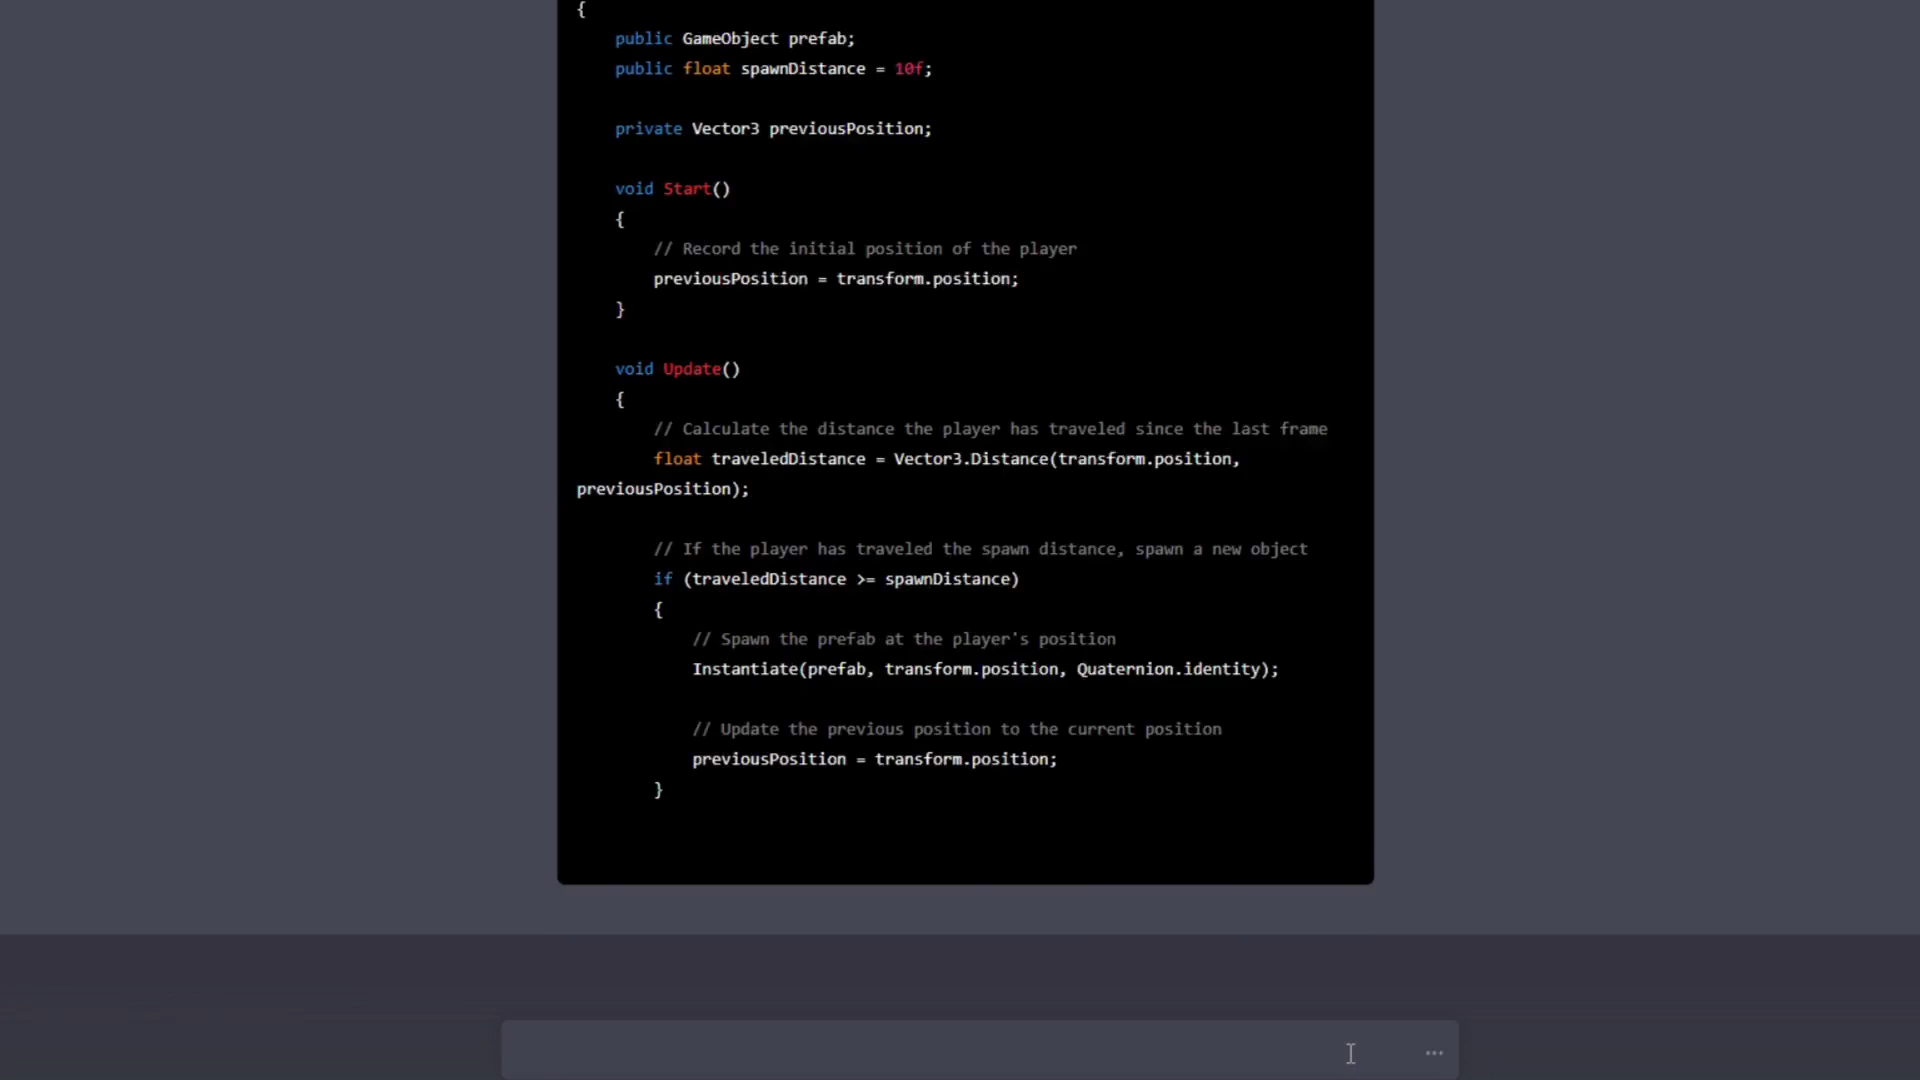 {
public GameObject prefab;
public float spawnDistance = 10f;
private Vector3 previousPosition;
void Start()
{
// Record the initial position of the player
previousPosition = transform.position;
}
void Update()
{
// Calculate the distance the player has traveled since the last frame
float traveledDistance = Vector3.Distance(transform.position,
previousPosition);
// If the player has traveled the spawn distance, spawn a new object
if (traveledDistance >= spawnDistance)
{
// Spawn the prefab at the player's position
Instantiate(prefab, transform.position, Quaternion.identity);
// Update the previous position to the current position
previousPosition = transform.position;
}